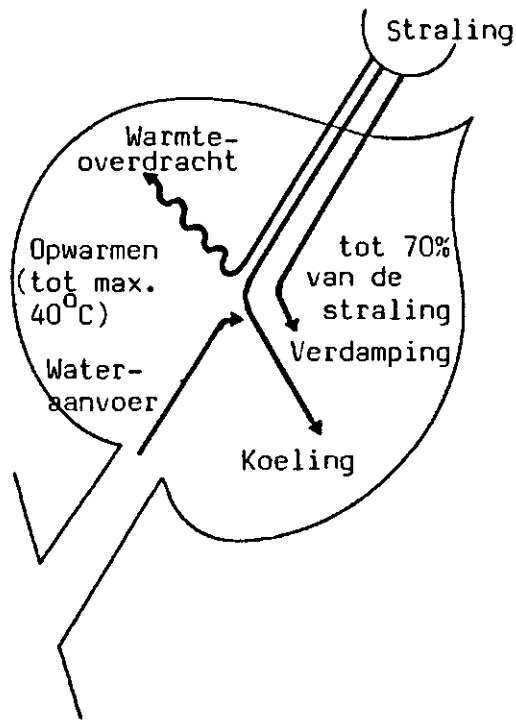 Straling
Warmte-
overdracht
Opwarmen
(tot max.
40°C)
tot 70%
van de
straling
Verdamping
Water-
aanvoer
Koeling